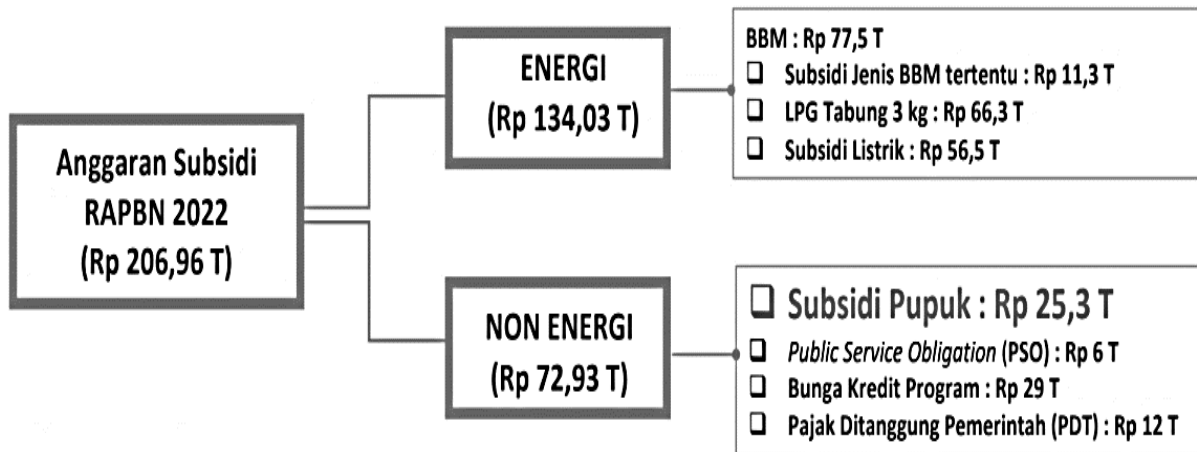 Anggaran Subsidi
RAPBN 2022
(Rp 206,96 T)
ENERGI
(Rp 134,03 T)
BBM : Rp 77,5 T
❑ Subsidi Jenis BBM tertentu : Rp 11,3 T
❑ LPG Tabung 3 kg : Rp 66,3 T
❑ Subsidi Listrik : Rp 56,5 T
NON ENERGI
(Rp 72,93 T)
❑ Subsidi Pupuk : Rp 25,3 T
❑ Public Service Obligation (PSO) : Rp 6 T
❑ Bunga Kredit Program : Rp 29 T
❑ Pajak Ditanggung Pemerintah (PDT) : Rp 12 T